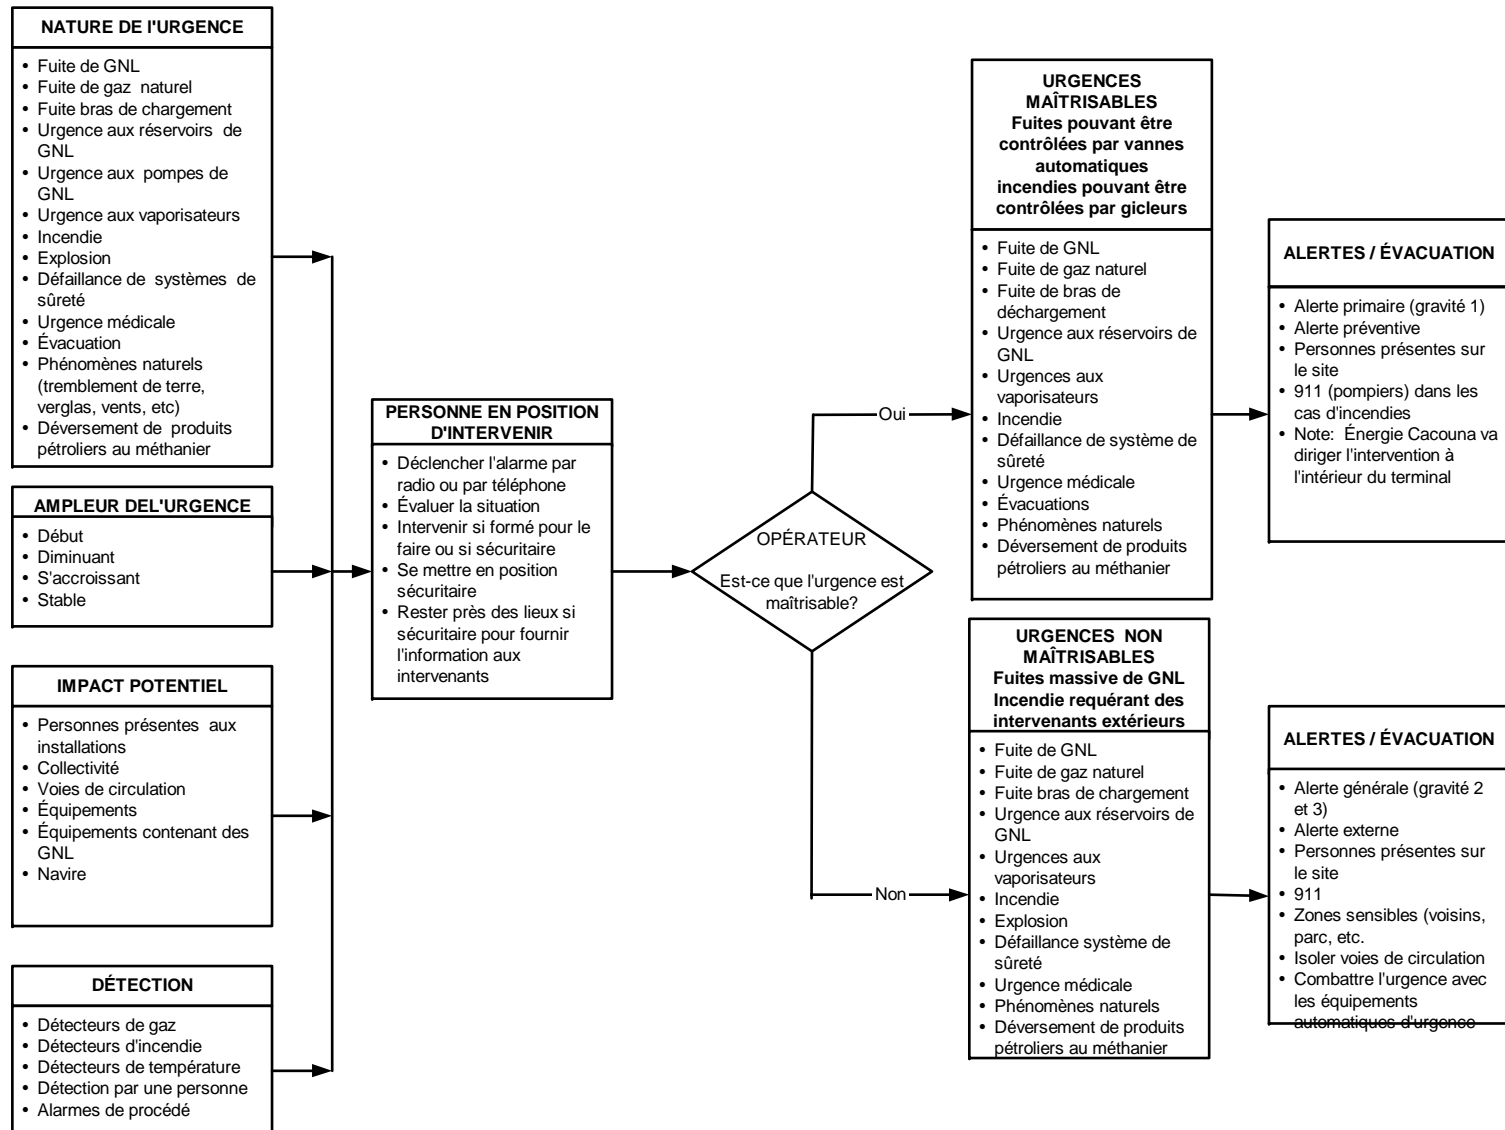 NATURE DE l'URGENCE
• Fuite de GNL
• Fuite de gaz naturel
• Fuite bras de chargement
• Urgence aux réservoirs de
GNL
• Urgence aux pompes de
GNL
• Urgence aux vaporisateurs
• Incendie
• Explosion
• Défaillance de systèmes de
sûreté
• Urgence médicale
• Évacuation
• Phénomènes naturels
(tremblement de terre,
verglas, vents, etc)
• Déversement de produits
pétroliers au méthanier
AMPLEUR DEL'URGENCE
• Début
• Diminuant
• S'accroissant
• Stable
IMPACT POTENTIEL
• Personnes présentes aux
installations
• Collectivité
• Voies de circulation
• Équipements
• Équipements contenant des
GNL
• Navire
DÉTECTION
• Détecteurs de gaz
• Détecteurs d'incendie
• Détecteurs de température
• Détection par une personne
• Alarmes de procédé
PERSONNE EN POSITION
D'INTERVENIR
• Déclencher l'alarme par
radio ou par téléphone
• Évaluer la situation
• Intervenir si formé pour le
faire ou si sécuritaire
• Se mettre en position
sécuritaire
• Rester près des lieux si
sécuritaire pour fournir
l'information aux
intervenants
OPÉRATEUR
Est-ce que l'urgence est
maîtrisable?
Oui
Non
URGENCES
MAÎTRISABLES
Fuites pouvant être
contrôlées par vannes
automatiques
incendies pouvant être
contrôlées par gicleurs
• Fuite de GNL
• Fuite de gaz naturel
• Fuite de bras de
déchargement
• Urgence aux réservoirs de
GNL
• Urgences aux
vaporisateurs
• Incendie
• Défaillance de système de
sûreté
• Urgence médicale
• Évacuations
• Phénomènes naturels
• Déversement de produits
pétroliers au méthanier
ALERTES / ÉVACUATION
• Alerte primaire (gravité 1)
• Alerte préventive
• Personnes présentes sur
le site
• 911 (pompiers) dans les
cas d'incendies
• Note: Énergie Cacouna va
diriger l'intervention à
l'intérieur du terminal
URGENCES NON
MAÎTRISABLES
Fuites massive de GNL
Incendie requérant des
intervenants extérieurs
• Fuite de GNL
• Fuite de gaz naturel
• Fuite bras de chargement
• Urgence aux réservoirs de
GNL
• Urgences aux
vaporisateurs
• Incendie
• Explosion
• Défaillance système de
sûreté
• Urgence médicale
• Phénomènes naturels
• Déversement de produits
pétroliers au méthanier
ALERTES / ÉVACUATION
• Alerte générale (gravité 2
et 3)
• Alerte externe
• Personnes présentes sur
le site
• 911
• Zones sensibles (voisins,
parc, etc.
• Isoler voies de circulation
• Combattre l'urgence avec
les équipements
automatiques d'urgence